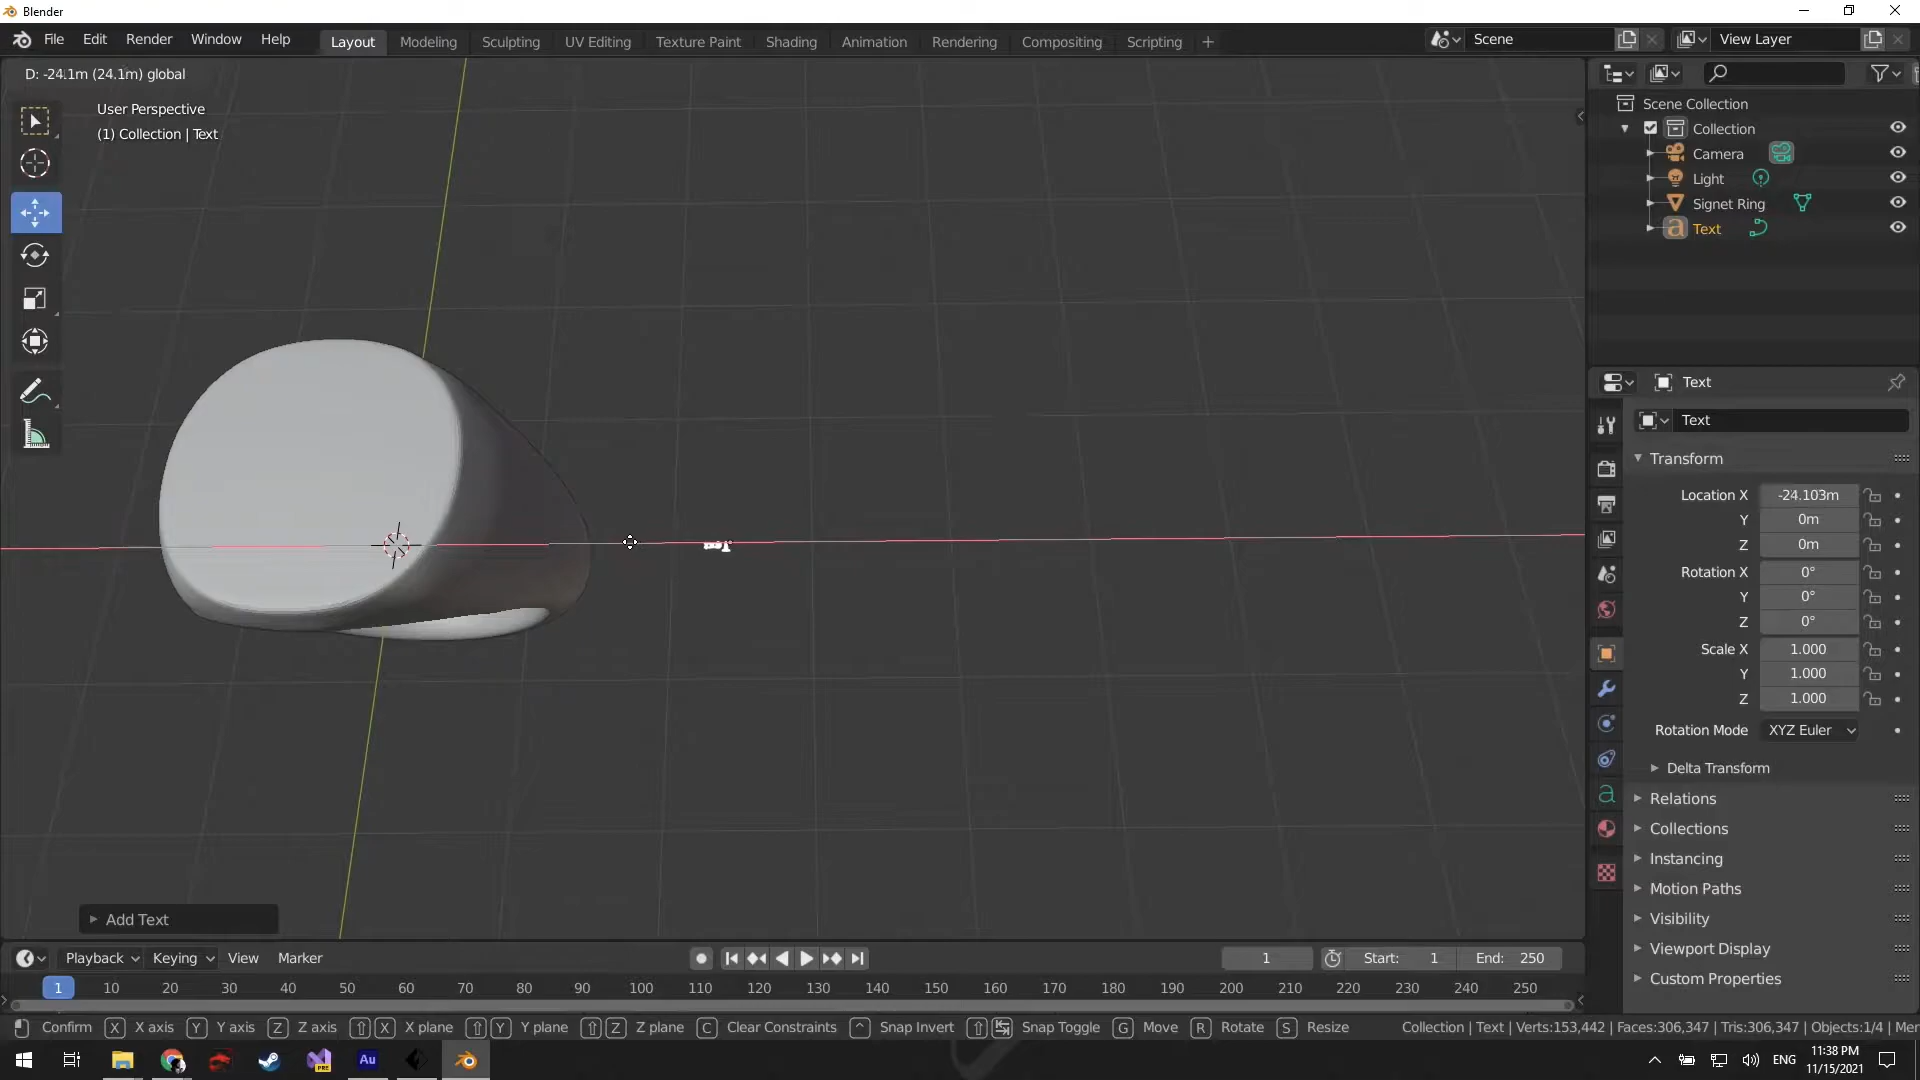 Blender
File Edit Render Window Help Layout Modeling Sculpting UV Editing Texture Paint Shading Animation Rendering Compositing Scripting + Scene View Layer
D: -24.1m (24.1m) global
User Perspective
(1) Collection | Text
Scene Collection
Collection
Camera
Light
Signet Ring
Text
Text
Text
Transform
Location X -24.103m
Y 0m
Z 0m
Rotation X 0°
Y 0°
Z 0°
Scale X 1.000
Y 1.000
Z 1.000
Rotation Mode XYZ Euler
Delta Transform
Relations
Collections
Instancing
Motion Paths
Visibility
Viewport Display
Custom Properties
Add Text
Playback Keying View Marker 1 Start: 1 End: 250
1 10 20 30 40 50 60 70 80 90 100 110 120 130 140 150 160 170 180 190 200 210 220 230 240 250
Confirm X X axis Y Y axis Z Z axis X X plane Y Y plane Z Z plane C Clear Constraints Snap Invert Snap Toggle G Move R Rotate S Resize Collection | Text | Verts:153,442 | Faces:306,347 | Tris:306,347 | Objects:1/4 | Mer
PRE Au ENG 11:38 PM
11/15/2021